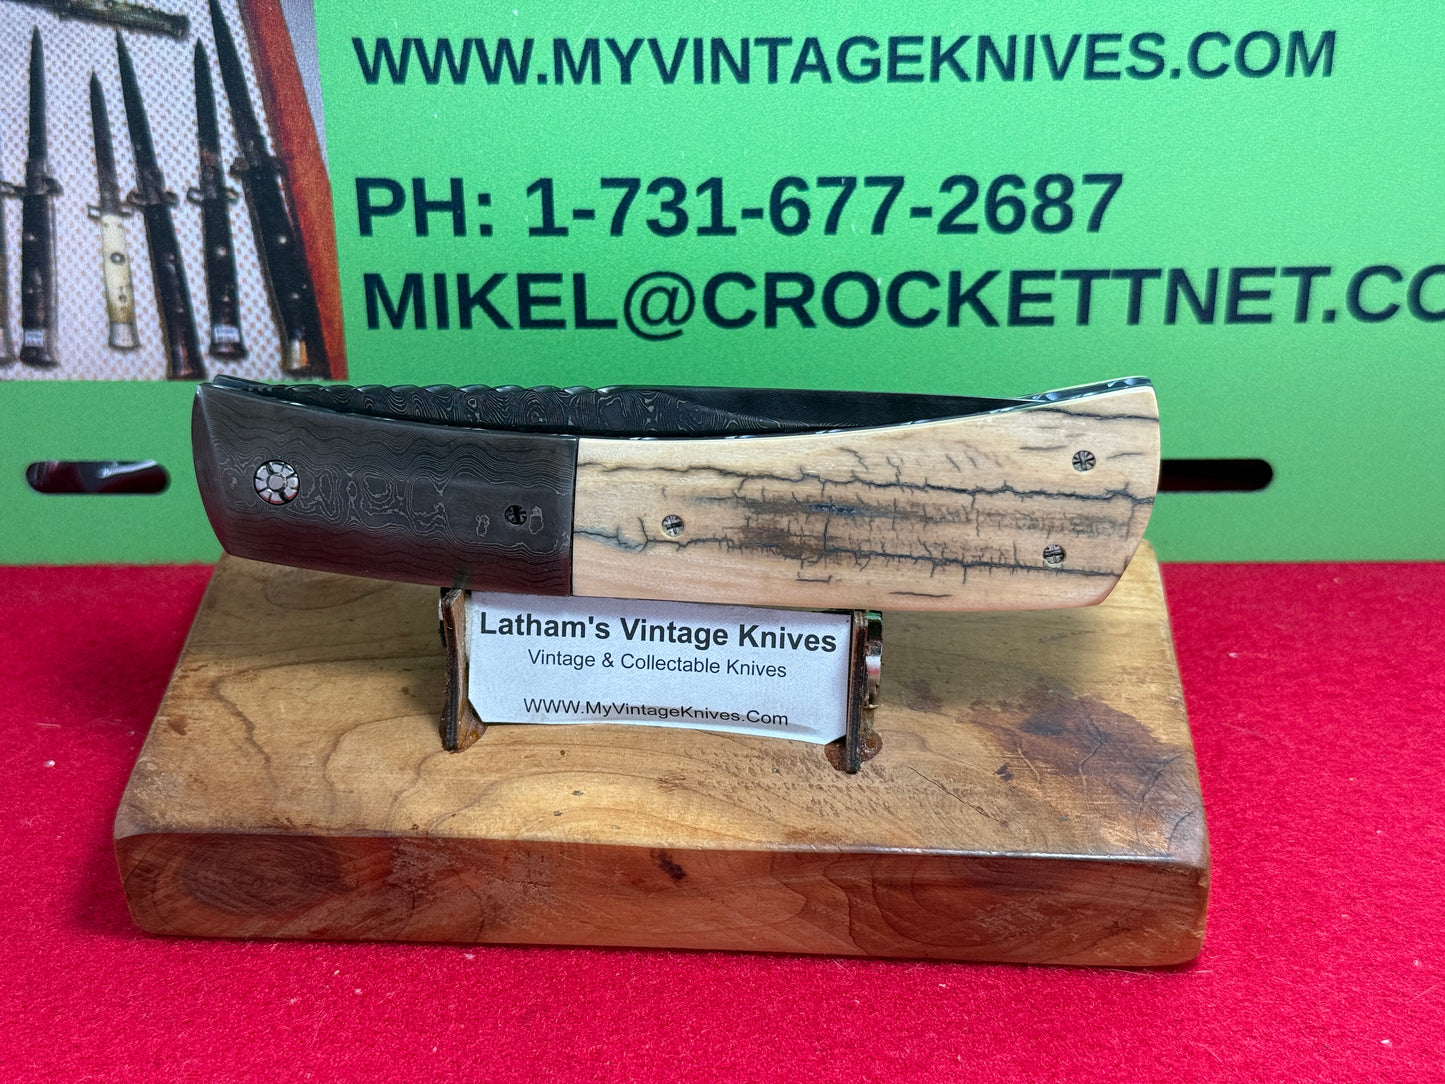 WWW.MYVINTAGEKNIVES.COM
PH: 1-731-677-2687
MIKEL@CROCKETTNET.CO
Latham's Vintage Knives
Vintage & Collectable Knives
WWW.MyVintageKnives.Com